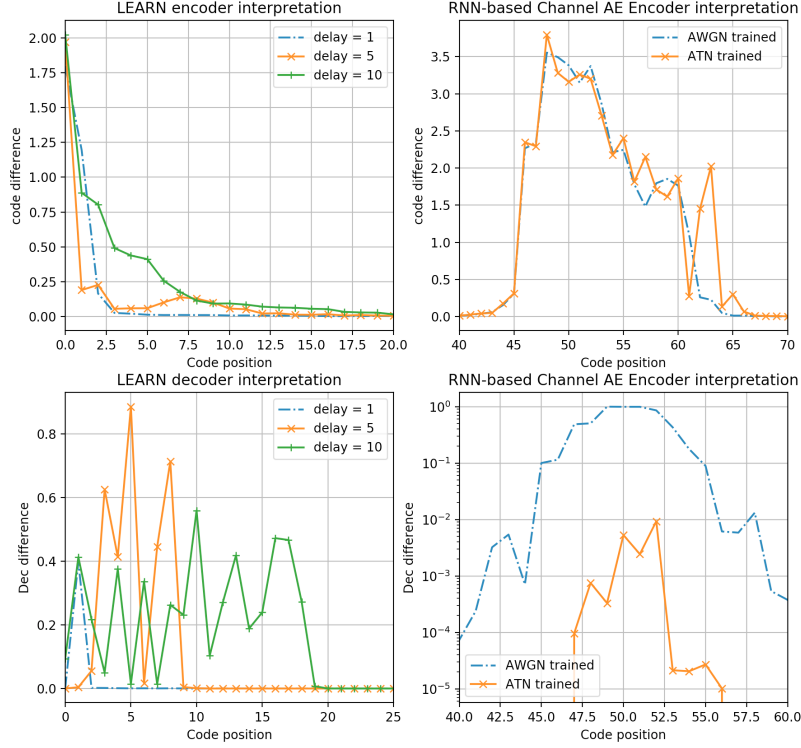 LEARN encoder interpretation
2.00
1.75
1.50
1.25
1.00
0.75
0.50
0.25
0.00
code difference
delay = 1
delay = 5
delay = 10
0.0 2.5 5.0 7.5 10.0 12.5 15.0 17.5 20.0
Code position
RNN-based Channel AE Encoder interpretation
3.5
3.0
2.5
2.0
1.5
1.0
0.5
0.0
code difference
AWGN trained
ATN trained
40 45 50 55 60 65 70
Code position
LEARN decoder interpretation
0.8
0.6
0.4
0.2
0.0
Dec difference
delay = 1
delay = 5
delay = 10
0 5 10 15 20 25
Code position
RNN-based Channel AE Encoder interpretation
10⁰
10⁻¹
10⁻²
10⁻³
10⁻⁴
10⁻⁵
Dec difference
AWGN trained
ATN trained
40.0 42.5 45.0 47.5 50.0 52.5 55.0 57.5 60.0
Code position